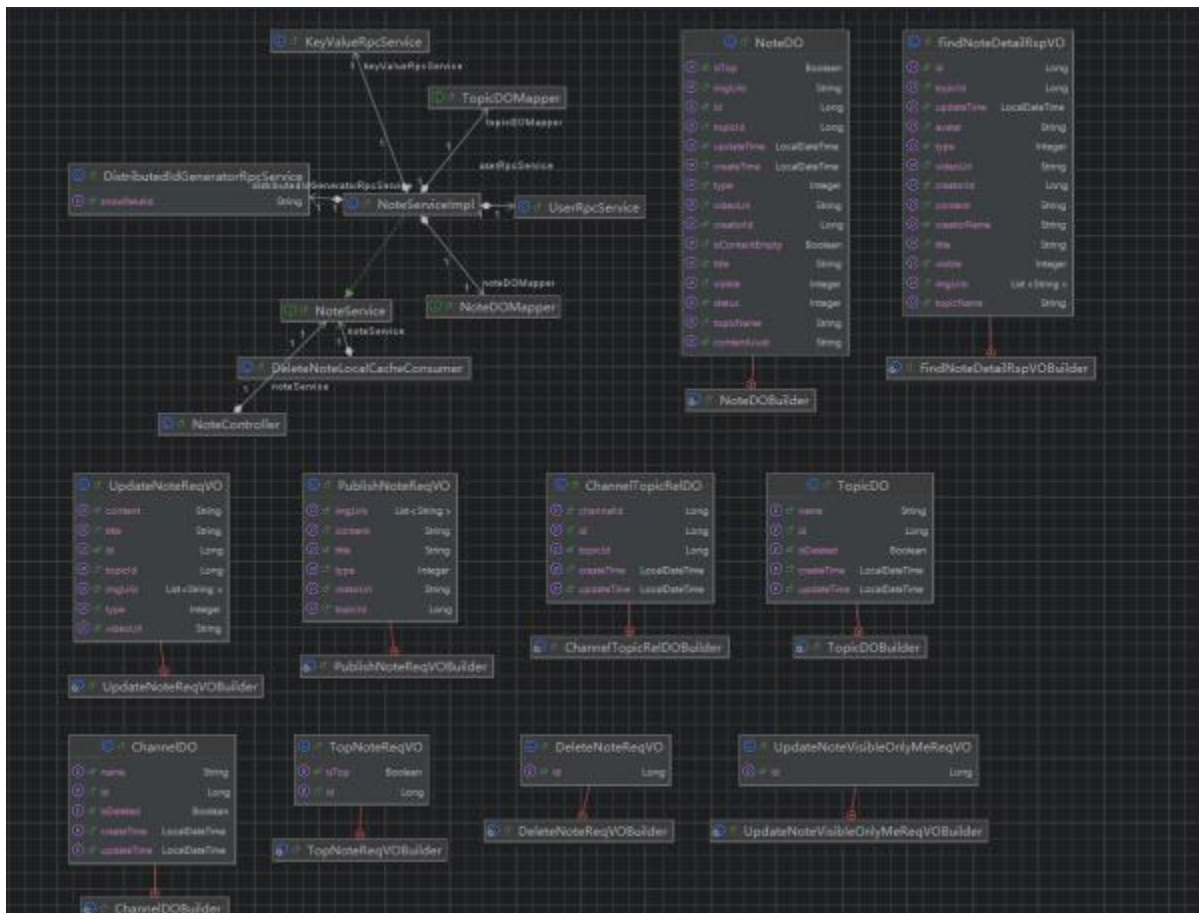 KeyValueRpcService
keyValueRpcService
TopicDOMapper
topicDOMapper
userRpcService
DistributedIdGeneratorRpcService
distributedIdGeneratorRpcService
snowflakeId String
NoteServiceImpl
UserRpcService
noteDOMapper
NoteService
NoteDOMapper
noteService
DeleteNoteLocalCacheConsumer
noteService
NoteController
NoteDO
isTop Boolean
imgUris String
id Long
topicId Long
updateTime LocalDateTime
createTime LocalDateTime
type Integer
videoUri String
creatorId Long
isContentEmpty Boolean
title String
visible Integer
status Integer
topicName String
contentUuid String
NoteDOBuilder
FindNoteDetailRspVO
id Long
topicId Long
updateTime LocalDateTime
avatar String
type Integer
videoUri String
creatorId Long
content String
creatorName String
title String
visible Integer
imgUris List<String>
topicName String
FindNoteDetailRspVOBuilder
UpdateNoteReqVO
content String
title String
id Long
topicId Long
imgUris List<String>
type Integer
videoUri String
UpdateNoteReqVOBuilder
PublishNoteReqVO
imgUris List<String>
content String
title String
type Integer
videoUri String
topicId Long
PublishNoteReqVOBuilder
ChannelTopicRelDO
channelId Long
id Long
topicId Long
createTime LocalDateTime
updateTime LocalDateTime
ChannelTopicRelDOBuilder
TopicDO
name String
id Long
isDeleted Boolean
createTime LocalDateTime
updateTime LocalDateTime
TopicDOBuilder
ChannelDO
name String
id Long
isDeleted Boolean
createTime LocalDateTime
updateTime LocalDateTime
ChannelDOBuilder
TopNoteReqVO
isTop Boolean
id Long
TopNoteReqVOBuilder
DeleteNoteReqVO
id Long
DeleteNoteReqVOBuilder
UpdateNoteVisibleOnlyMeReqVO
id Long
UpdateNoteVisibleOnlyMeReqVOBuilder